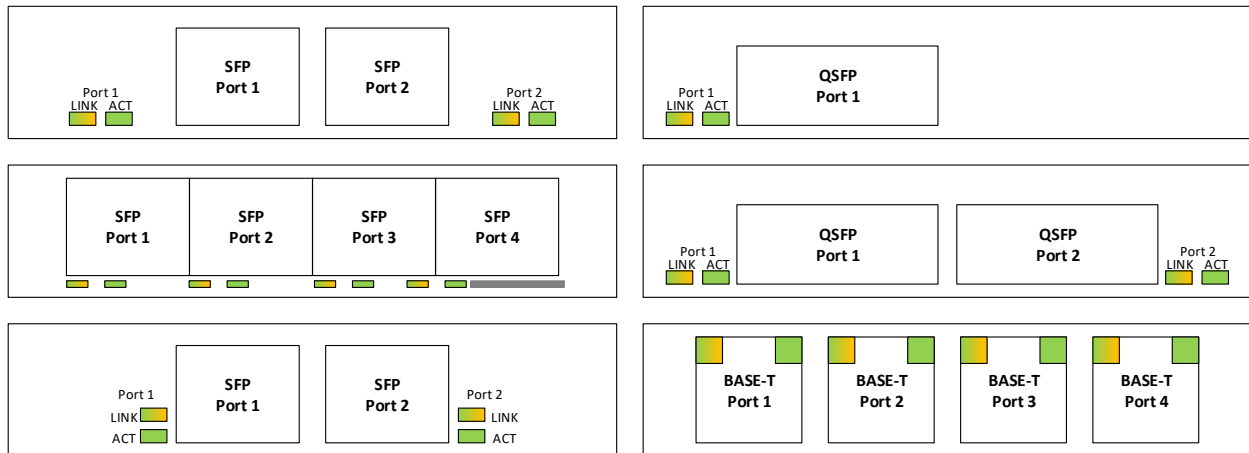 SFP
Port 1
SFP
Port 2
Port 1
LINK ACT
Port 2
LINK ACT
QSFP
Port 1
Port 1
LINK ACT
SFP
Port 1
SFP
Port 2
SFP
Port 3
SFP
Port 4
QSFP
Port 1
QSFP
Port 2
Port 1
LINK ACT
Port 2
LINK ACT
SFP
Port 1
SFP
Port 2
Port 1
LINK
ACT
Port 2
LINK
ACT
BASE-T
Port 1
BASE-T
Port 2
BASE-T
Port 3
BASE-T
Port 4